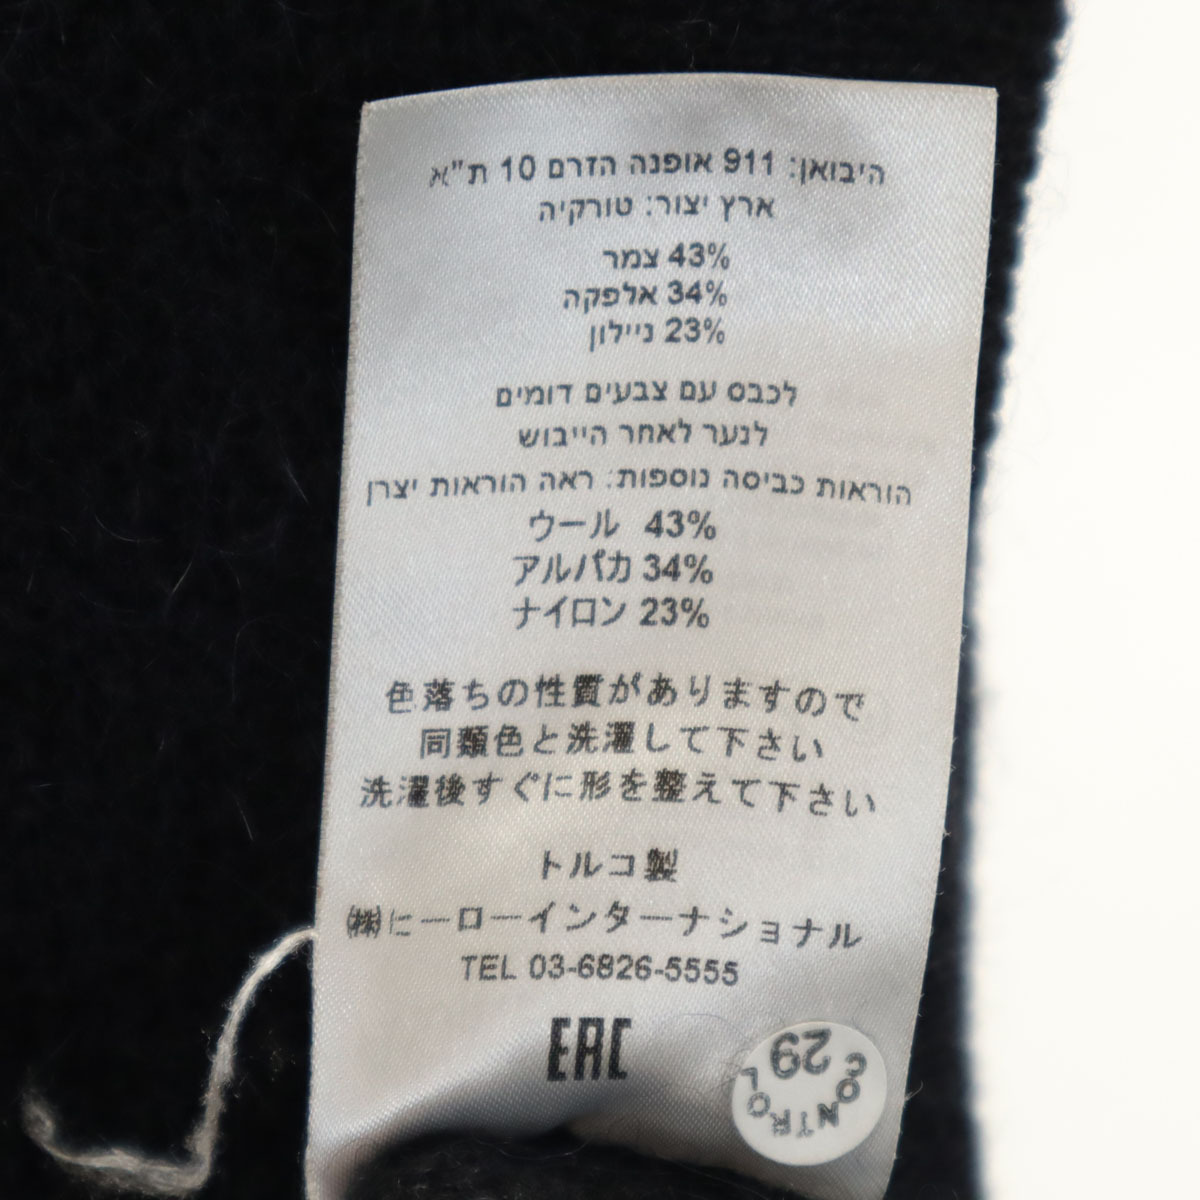 היבואן: 911 אופנה הזרם 10 ת"א
ארץ יצור: טורקיה
43% צמר
34% אלפקה
23% ניילון
לכבס עם צבעים דומים
לנער לאחר הייבוש
הוראות כביסה נוספות: ראה הוראות יצרן
ウール 43%
アルパカ 34%
ナイロン 23%
色落ちの性質がありますので
同類色と洗濯して下さい
洗濯後すぐに形を整えて下さい
トルコ製
㈱ヒーローインターナショナル
TEL 03-6826-5555
EAC
CONTROL
29